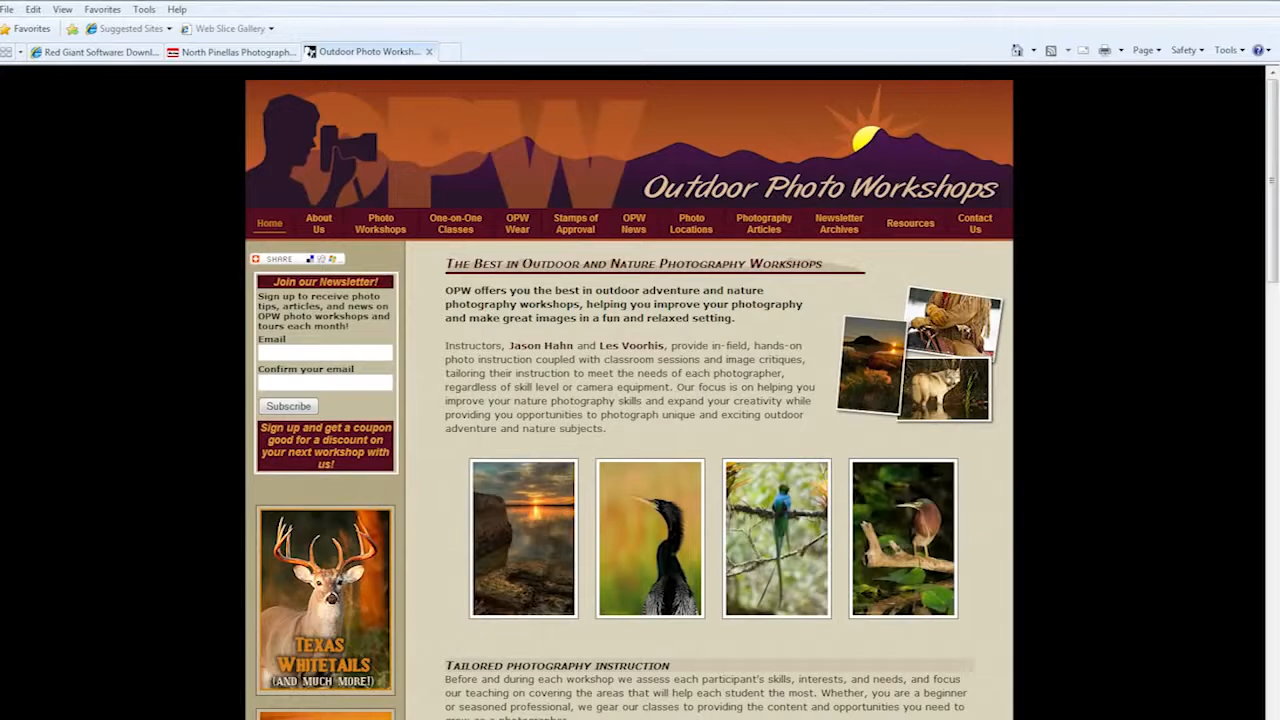 File Edit View Favorites Tools Help
Favorites Suggested Sites Web Slice Gallery
Red Giant Software: Downl... North Pinellas Photograph... Outdoor Photo Worksh... Page Safety Tools
OPW
Outdoor Photo Workshops
Home About Us Photo Workshops One-on-One Classes OPW Wear Stamps of Approval OPW News Photo Locations Photography Articles Newsletter Archives Resources Contact Us
SHARE
Join our Newsletter!
Sign up to receive photo
tips, articles, and news on
OPW photo workshops and
tours each month!
Email
Confirm your email
Subscribe
Sign up and get a coupon
good for a discount on
your next workshop with
us!
TEXAS
WHITETAILS
(AND MUCH MORE!)
The Best in Outdoor and Nature Photography Workshops
OPW offers you the best in outdoor adventure and nature
photography workshops, helping you improve your photography
and make great images in a fun and relaxed setting.
Instructors, Jason Hahn and Les Voorhis, provide in-field, hands-on
photo instruction coupled with classroom sessions and image critiques,
tailoring their instruction to meet the needs of each photographer,
regardless of skill level or camera equipment. Our focus is on helping you
improve your nature photography skills and expand your creativity while
providing you opportunities to photograph unique and exciting outdoor
adventure and nature subjects.
Tailored photography instruction
Before and during each workshop we assess each participant's skills, interests, and needs, and focus
our teaching on covering the areas that will help each student the most. Whether, you are a beginner
or seasoned professional, we gear our classes to providing the content and opportunities you need to